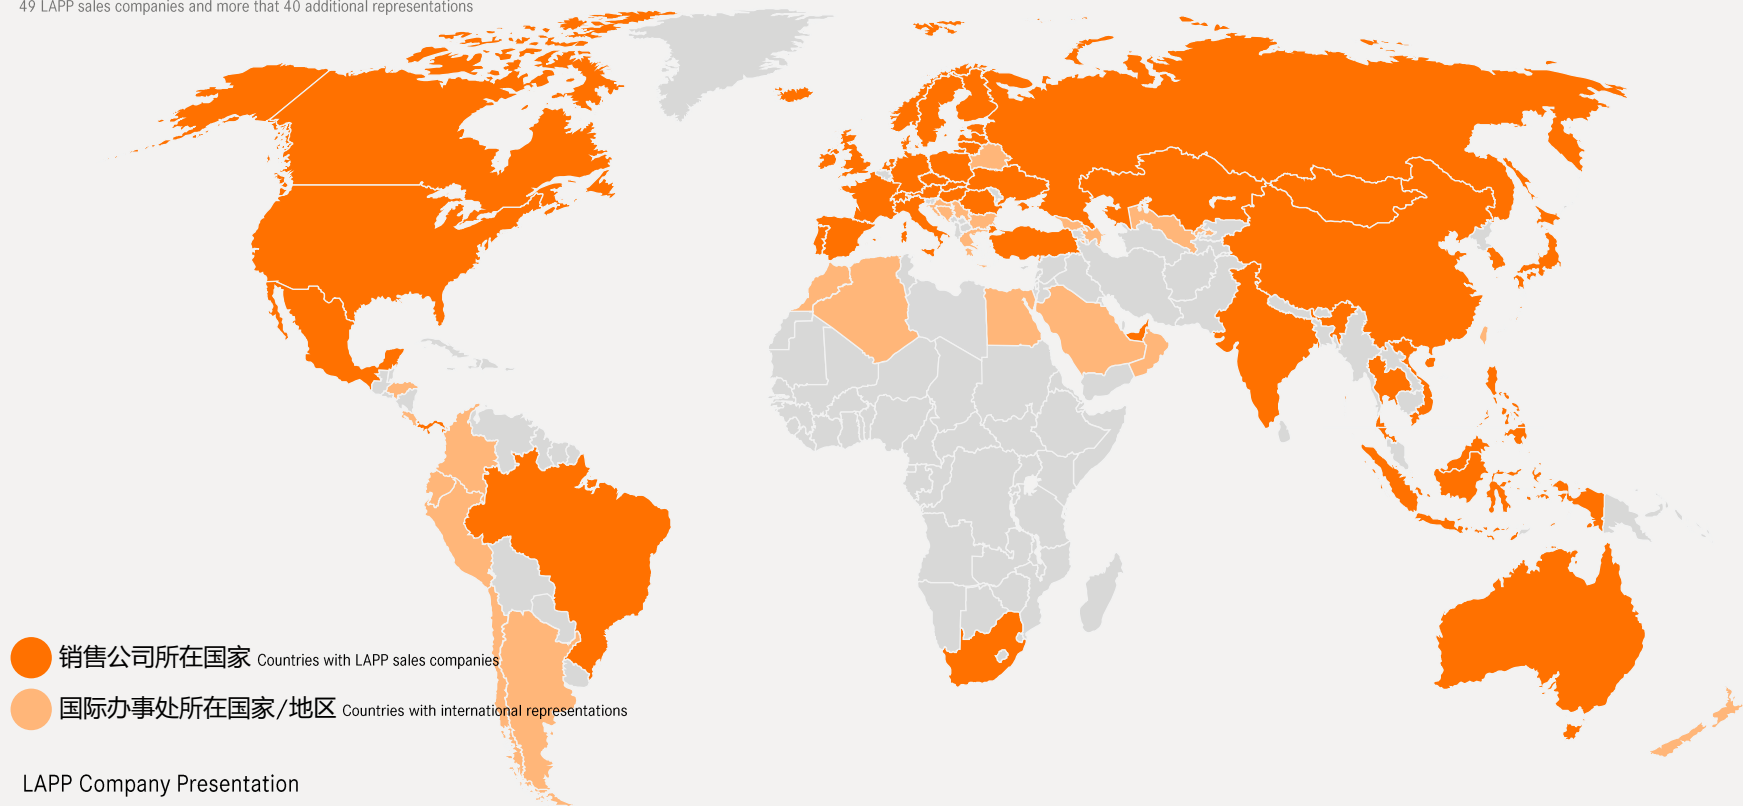 49 LAPP sales companies and more that 40 additional representations
销售公司所在国家 Countries with LAPP sales companies
国际办事处所在国家/地区 Countries with international representations
LAPP Company Presentation